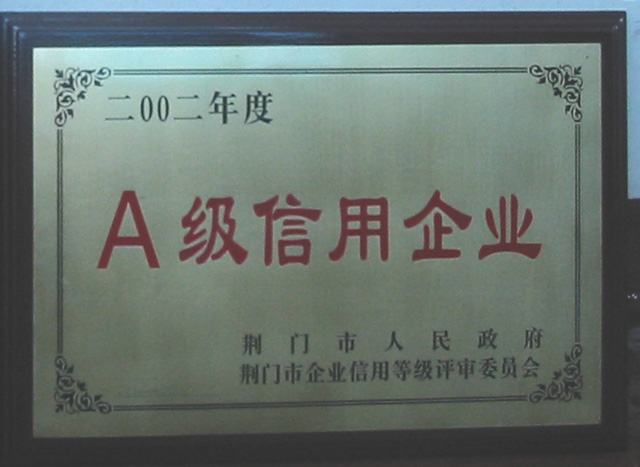 二00二年度
A级信用企业
荆门市人民政府
荆门市企业信用等级评审委员会